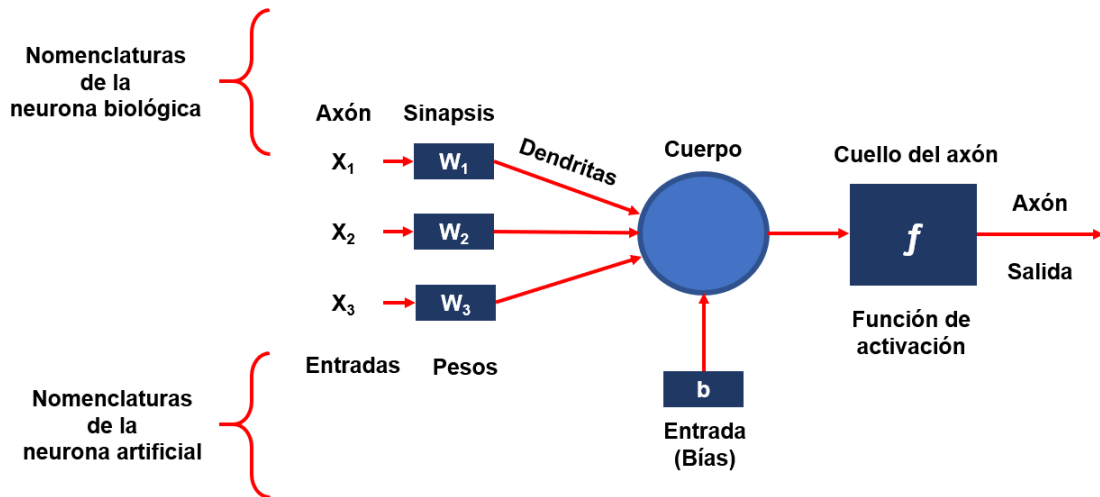 Nomenclaturas
de la
neurona biológica
Axón
Sinapsis
X1
W1
Dendritas
X2
W2
X3
W3
Cuerpo
Cuello del axón
f
Axón
Salida
Función de
activación
b
Entrada
(Bías)
Entradas
Pesos
Nomenclaturas
de la
neurona artificial